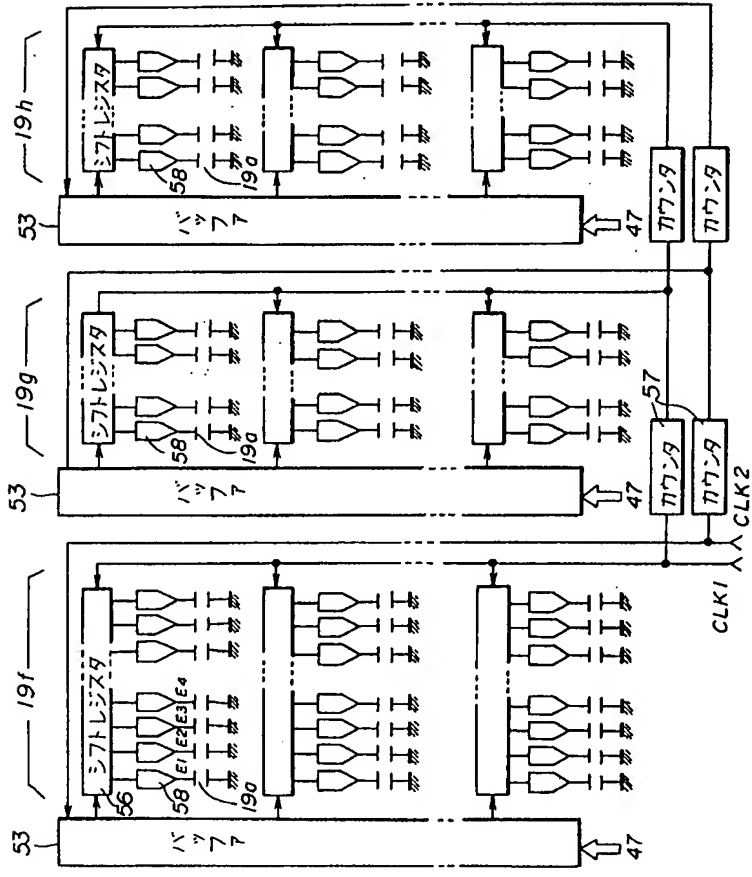 19f
19g
19h
53
バッファ
47
シフトレジスタ
56
58
19a
E1
E2
E3
E4
53
バッファ
47
シフトレジスタ
58
19a
53
バッファ
47
シフトレジスタ
58
19a
カウンタ
カウンタ
57
カウンタ
カウンタ
CLK1
CLK2